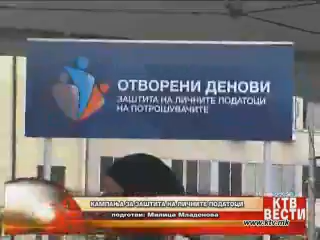 ОТВОРЕНИ ДЕНОВИ
ЗАШТИТА НА ЛИЧНИТЕ ПОДАТОЦИ
НА ПОТРОШУВАЧИТЕ
КАМПАЊА ЗА ЗАШТИТА НА ЛИЧНИТЕ ПОДАТОЦИ
подготви: Милица Младенова
КТВ
ВЕСТИ
www.ktv.mk